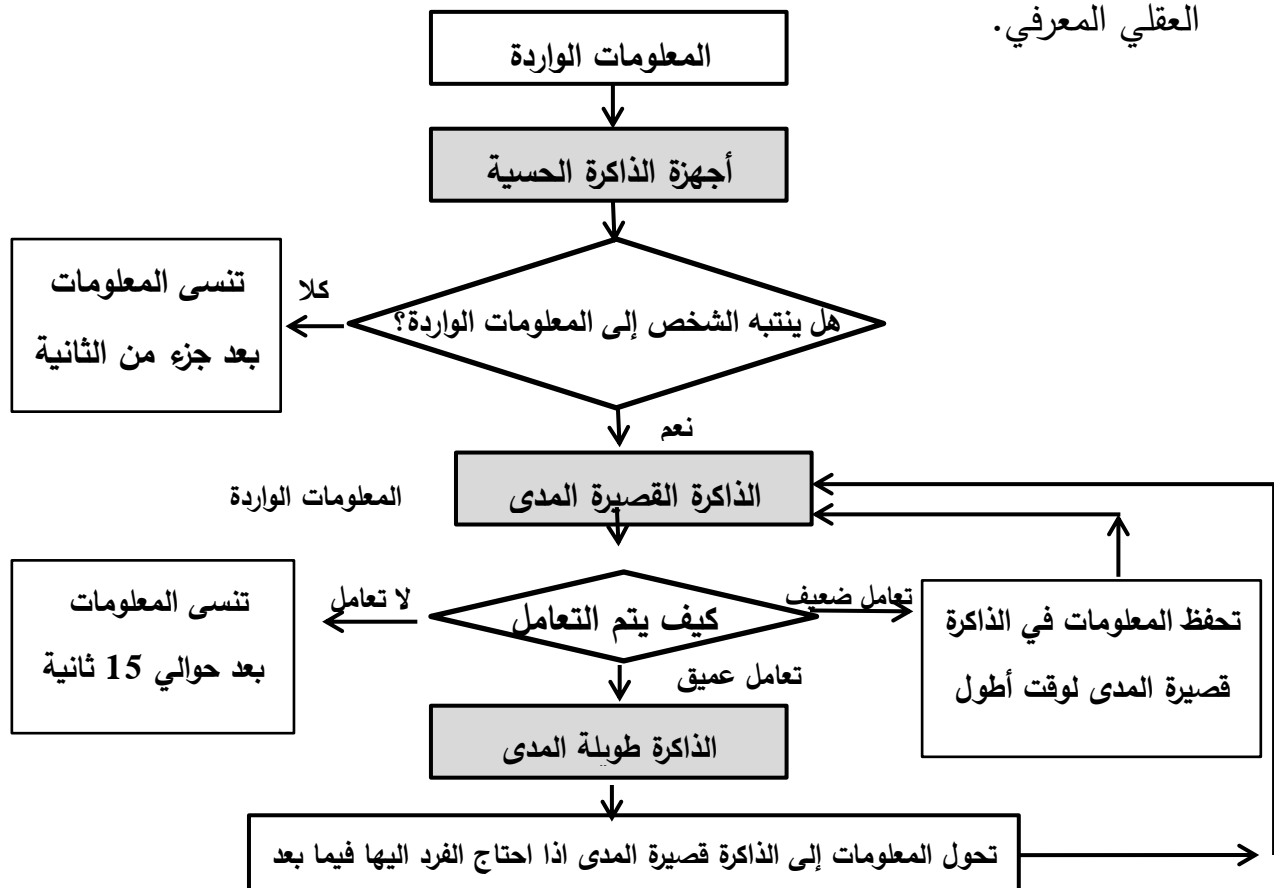 العقلي المعرفي.
المعلومات الواردة
أجهزة الذاكرة الحسية
هل ينتبه الشخص إلى المعلومات الواردة؟
كلا
تنسى المعلومات
بعد جزء من الثانية
نعم
الذاكرة القصيرة المدى
المعلومات الواردة
كيف يتم التعامل
تعامل ضعيف
تحفظ المعلومات في الذاكرة
قصيرة المدى لوقت أطول
لا تعامل
تنسى المعلومات
بعد حوالي 15 ثانية
تعامل عميق
الذاكرة طويلة المدى
تحول المعلومات إلى الذاكرة قصيرة المدى اذا احتاج الفرد اليها فيما بعد